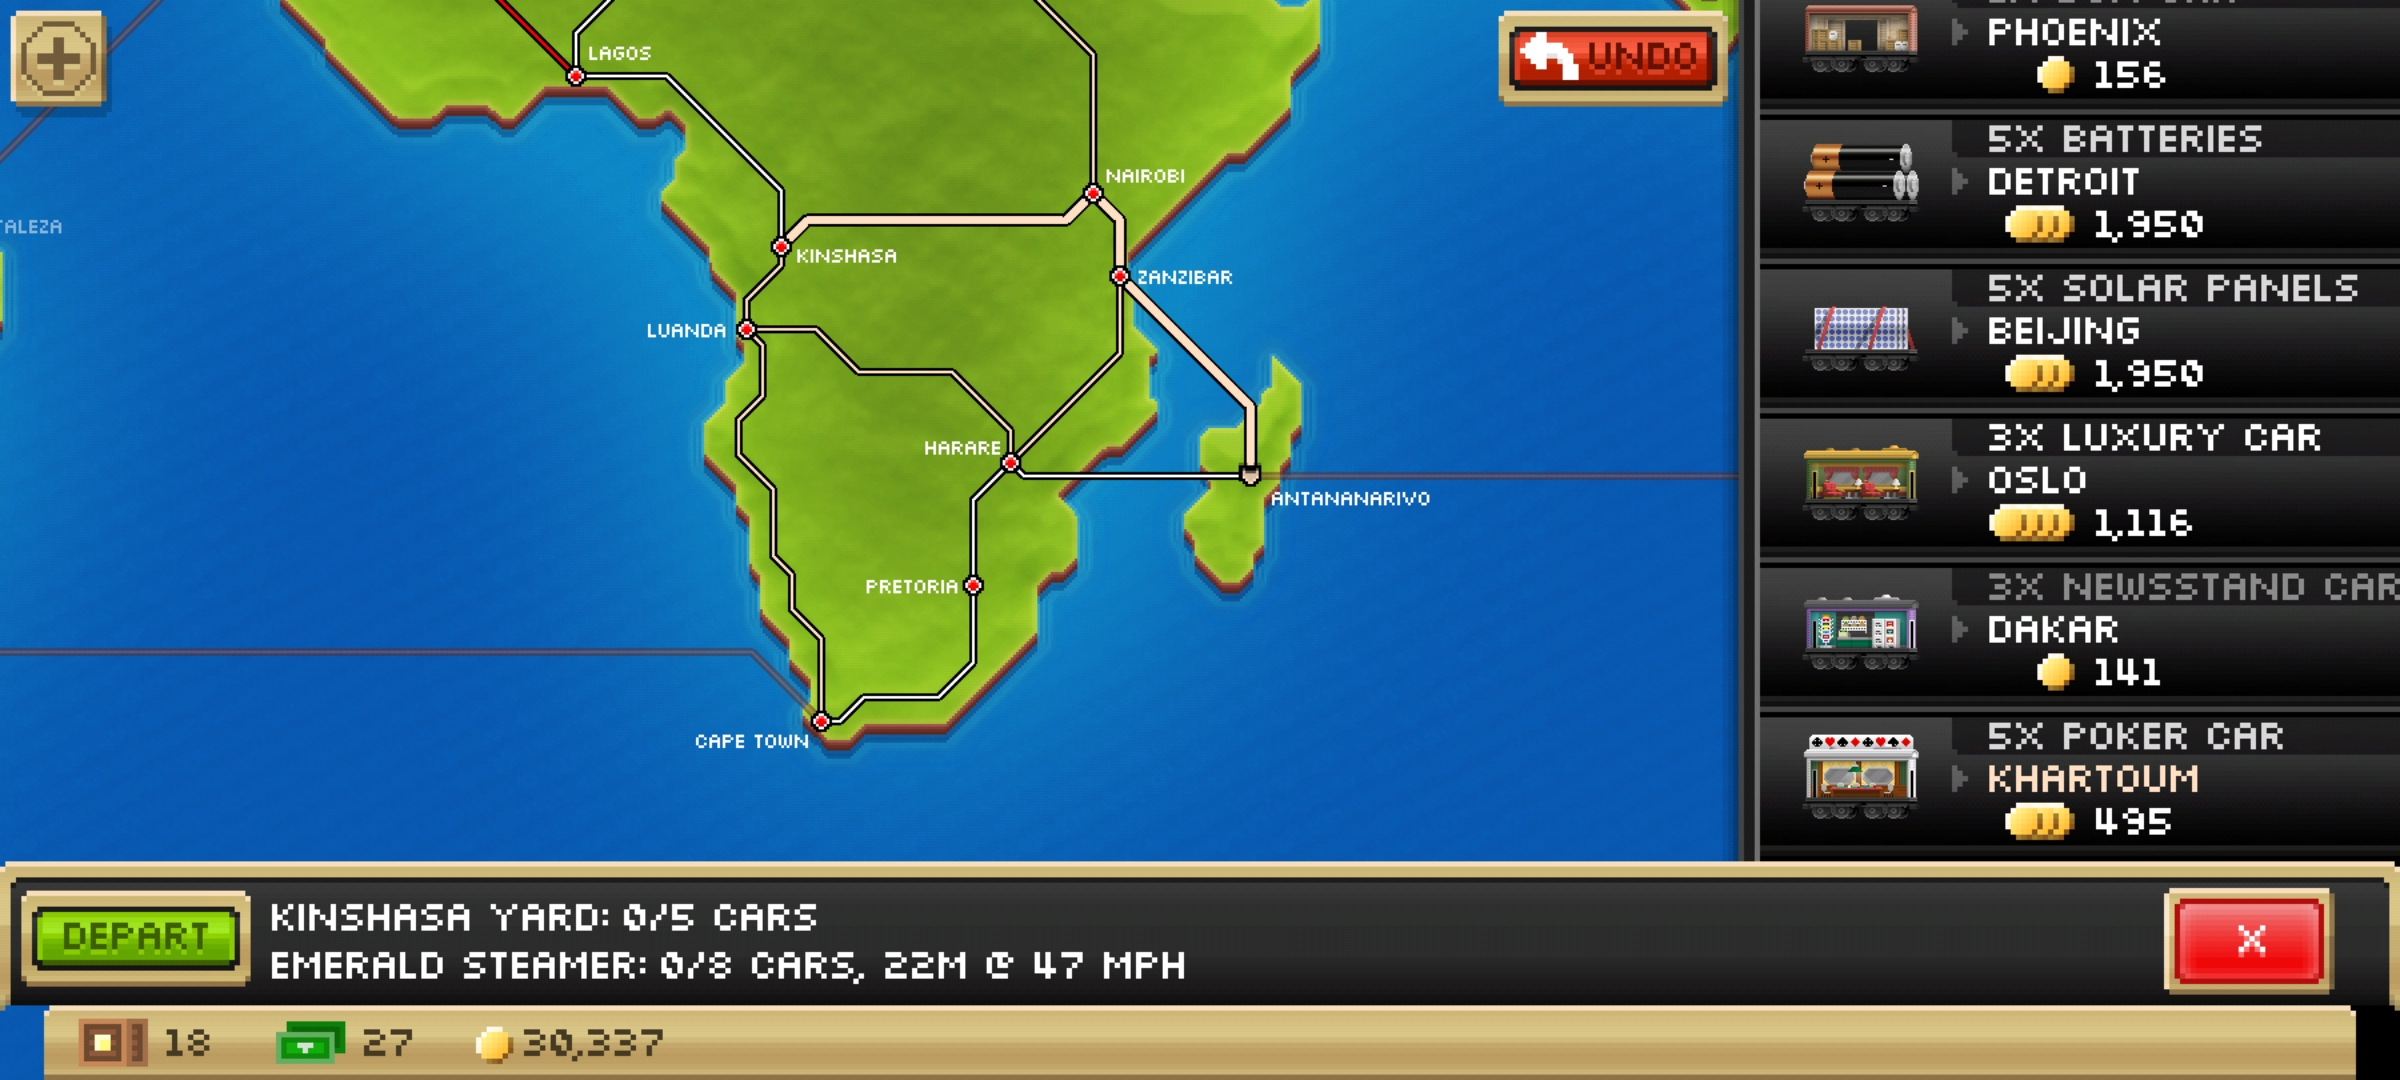 LAGOS
NAIROBI
KINSHASA
ZANZIBAR
LUANDA
HARARE
ANTANANARIVO
PRETORIA
CAPE TOWN
UNDO
PHOENIX
156
5X BATTERIES
DETROIT
1,950
5X SOLAR PANELS
BEIJING
1,950
3X LUXURY CAR
OSLO
1,116
3X NEWSSTAND CAR
DAKAR
141
5X POKER CAR
KHARTOUM
495
DEPART
KINSHASA YARD: 0/5 CARS
EMERALD STEAMER: 0/8 CARS, 22M @ 47 MPH
X
18
27
30,337